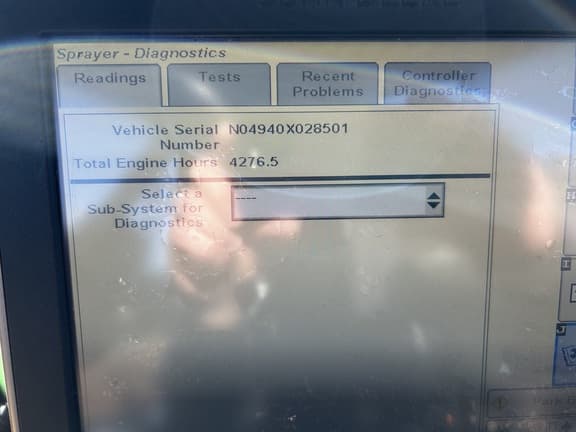 Sprayer - Diagnostics
Readings
Tests
Recent
Problems
Controller
Diagnostics
Vehicle Serial N04940X028501
Number
Total Engine Hours 4276.5
Select a ----
Sub-System for
Diagnostics